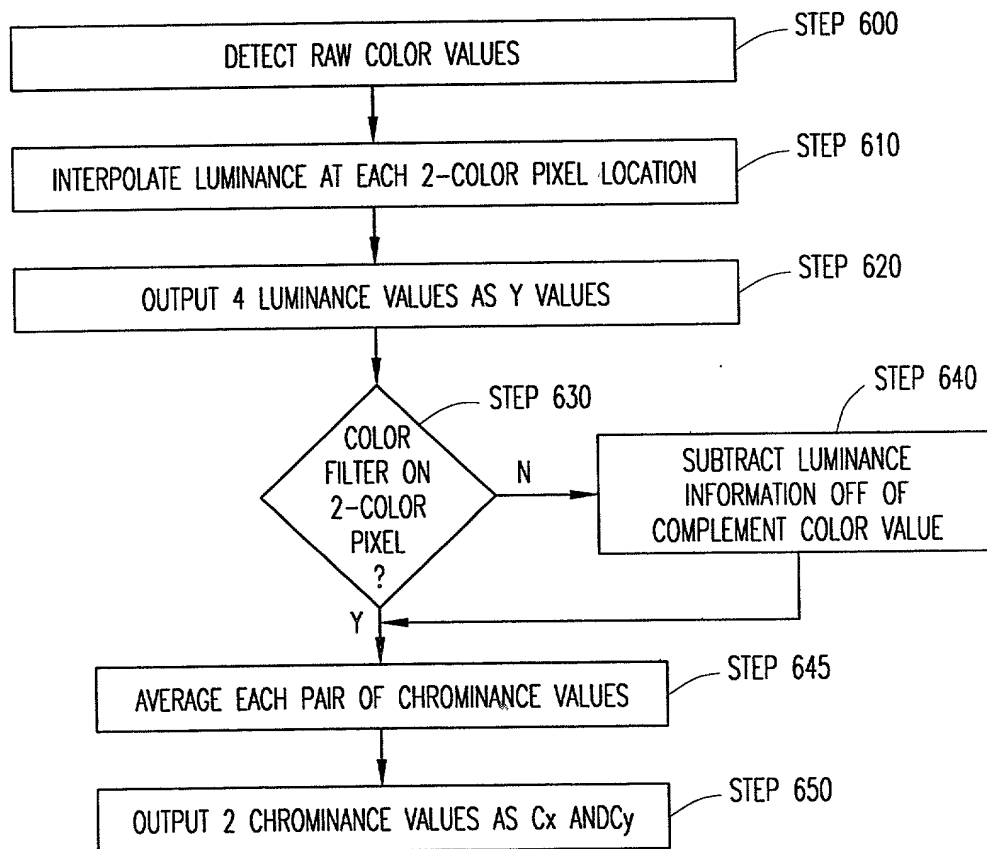 STEP 600
DETECT RAW COLOR VALUES
STEP 610
INTERPOLATE LUMINANCE AT EACH 2-COLOR PIXEL LOCATION
STEP 620
OUTPUT 4 LUMINANCE VALUES AS Y VALUES
STEP 630
COLOR
FILTER ON
2-COLOR
PIXEL
?
N
STEP 640
SUBTRACT LUMINANCE
INFORMATION OFF OF
COMPLEMENT COLOR VALUE
Y
STEP 645
AVERAGE EACH PAIR OF CHROMINANCE VALUES
STEP 650
OUTPUT 2 CHROMINANCE VALUES AS Cx ANDCy